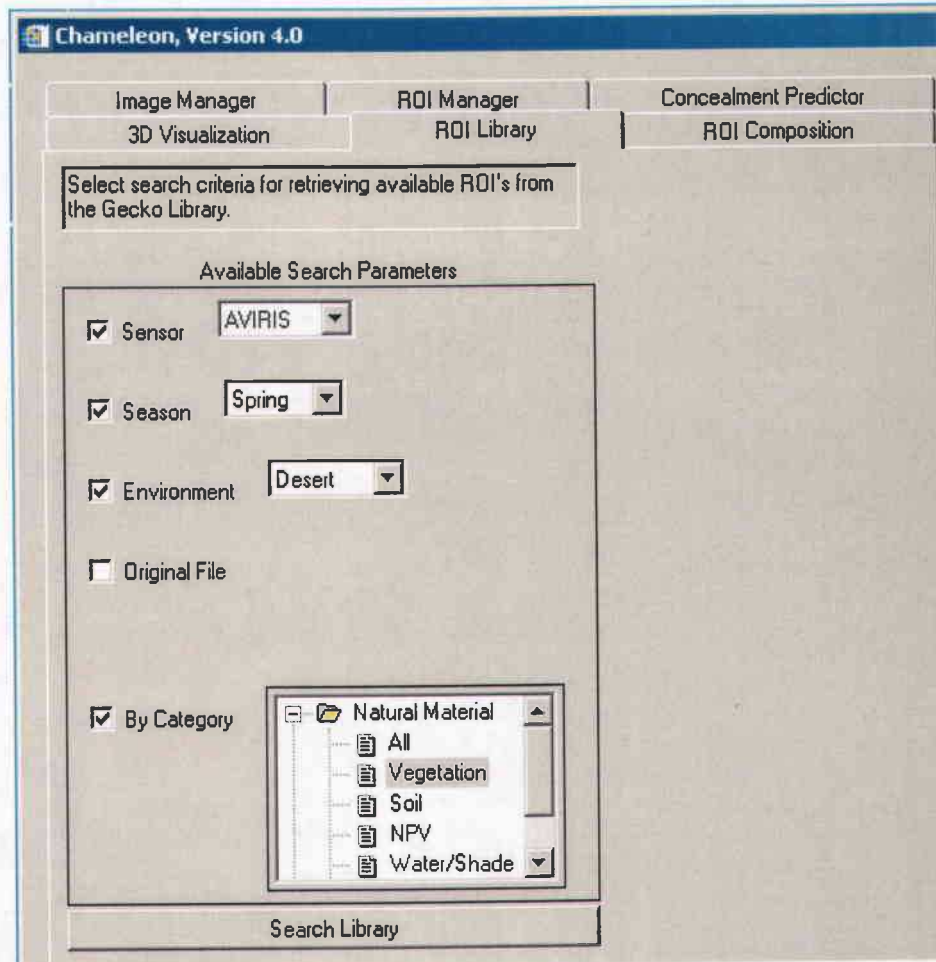 Chameleon, Version 4.0
Image Manager
ROI Manager
Concealment Predictor
3D Visualization
ROI Library
ROI Composition
Select search criteria for retrieving available ROI's from
the Gecko Library.
Available Search Parameters
Sensor
AVIRIS
Season
Spring
Environment
Desert
Original File
By Category
Natural Material
All
Vegetation
Soil
NPV
Water/Shade
Search Library